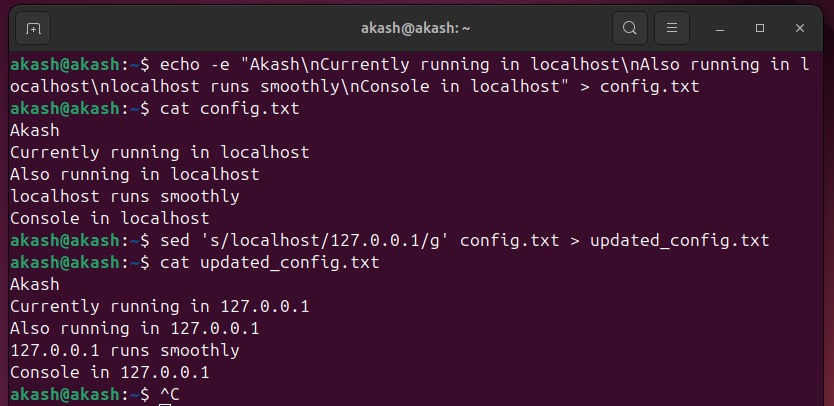 akash@akash: ~
akash@akash:~$ echo -e "Akash\nCurrently running in localhost\nAlso running in l
ocalhost\nlocalhost runs smoothly\nConsole in localhost" > config.txt
akash@akash:~$ cat config.txt
Akash
Currently running in localhost
Also running in localhost
localhost runs smoothly
Console in localhost
akash@akash:~$ sed 's/localhost/127.0.0.1/g' config.txt > updated_config.txt
akash@akash:~$ cat updated_config.txt
Akash
Currently running in 127.0.0.1
Also running in 127.0.0.1
127.0.0.1 runs smoothly
Console in 127.0.0.1
akash@akash:~$ ^C